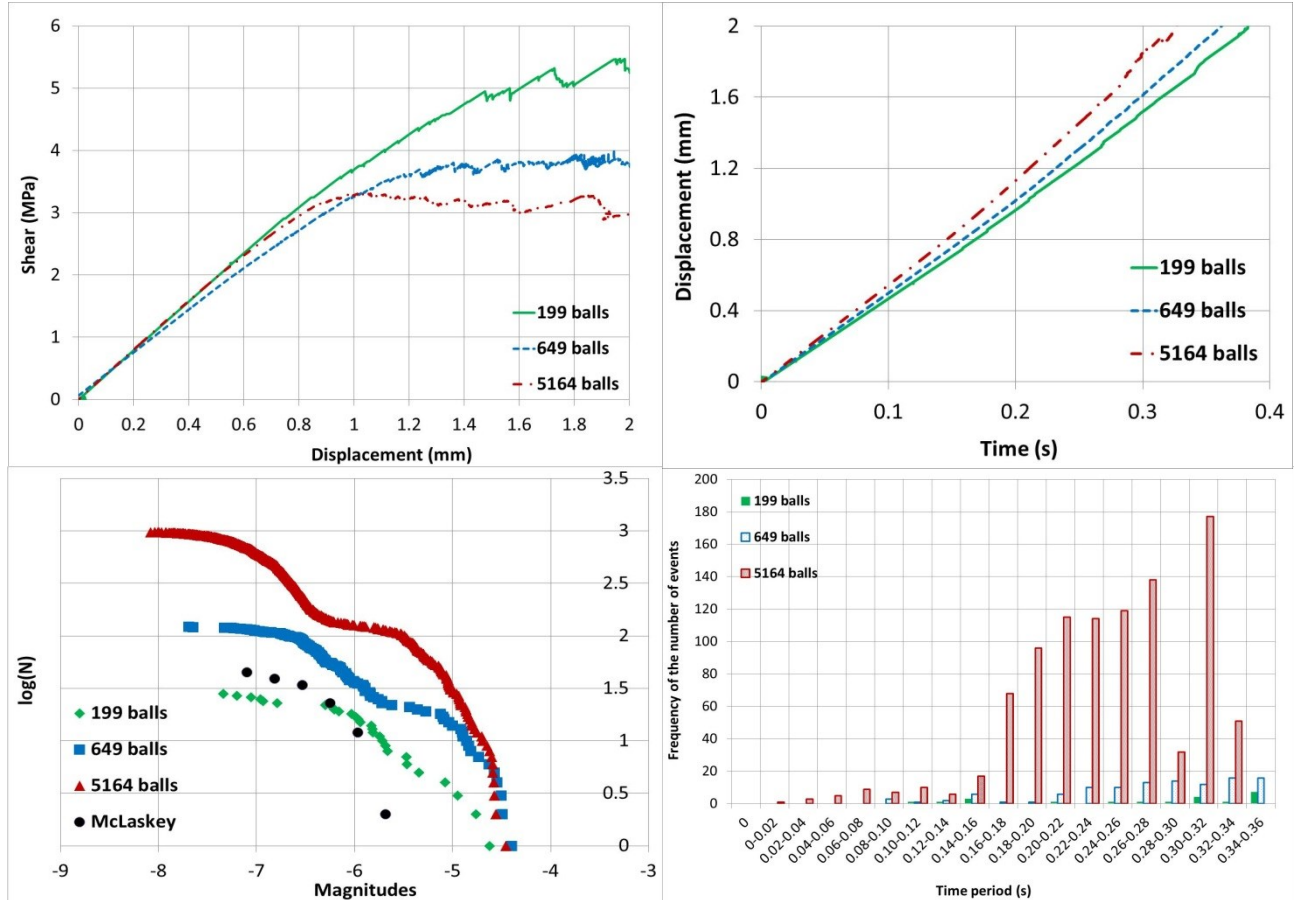 6
5
4
3
2
1
0
Shear (MPa)
199 balls
649 balls
5164 balls
0 0.2 0.4 0.6 0.8 1 1.2 1.4 1.6 1.8 2
Displacement (mm)
2
1.6
1.2
0.8
0.4
0
Displacement (mm)
199 balls
649 balls
5164 balls
0 0.1 0.2 0.3 0.4
Time (s)
3.5
3
2.5
2
1.5
1
0.5
0
log(N)
199 balls
649 balls
5164 balls
McLaskey
-9 -8 -7 -6 -5 -4 -3
Magnitudes
200
180
160
140
120
100
80
60
40
20
0
Frequency of the number of events
199 balls
649 balls
5164 balls
0 0-0.02 0.02-0.04 0.04-0.06 0.06-0.08 0.08-0.10 0.10-0.12 0.12-0.14 0.14-0.16 0.16-0.18 0.18-0.20 0.20-0.22 0.22-0.24 0.24-0.26 0.26-0.28 0.28-0.30 0.30-0.32 0.32-0.34 0.34-0.36
Time period (s)